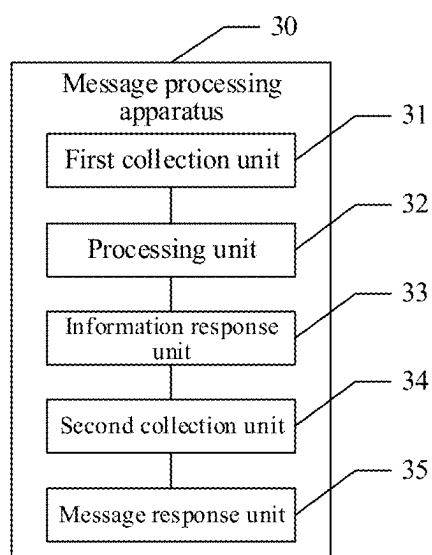 30
Message processing
apparatus
31
First collection unit
32
Processing unit
33
Information response
unit
34
Second collection unit
35
Message response unit